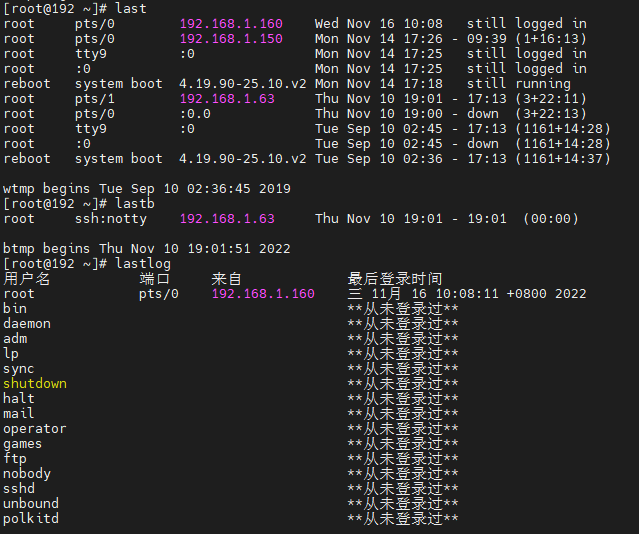 [root@192 ~]# last
root     pts/0        192.168.1.160    Wed Nov 16 10:08   still logged in
root     pts/0        192.168.1.150    Mon Nov 14 17:26 - 09:39 (1+16:13)
root     tty9         :0               Mon Nov 14 17:25   still logged in
root     :0                            Mon Nov 14 17:25   still logged in
reboot   system boot  4.19.90-25.10.v2 Mon Nov 14 17:18   still running
root     pts/1        192.168.1.63     Thu Nov 10 19:01 - 17:13 (3+22:11)
root     pts/0        :0.0             Thu Nov 10 19:00 - down  (3+22:13)
root     tty9         :0               Tue Sep 10 02:45 - 17:13 (1161+14:28)
root     :0                            Tue Sep 10 02:45 - down  (1161+14:28)
reboot   system boot  4.19.90-25.10.v2 Tue Sep 10 02:36 - 17:13 (1161+14:37)

wtmp begins Tue Sep 10 02:36:45 2019
[root@192 ~]# lastb
root     ssh:notty    192.168.1.63     Thu Nov 10 19:01 - 19:01  (00:00)

btmp begins Thu Nov 10 19:01:51 2022
[root@192 ~]# lastlog
用户名           端口     来自             最后登录时间
root             pts/0    192.168.1.160    三 11月 16 10:08:11 +0800 2022
bin                                        **从未登录过**
daemon                                     **从未登录过**
adm                                        **从未登录过**
lp                                         **从未登录过**
sync                                       **从未登录过**
shutdown                                   **从未登录过**
halt                                       **从未登录过**
mail                                       **从未登录过**
operator                                   **从未登录过**
games                                      **从未登录过**
ftp                                        **从未登录过**
nobody                                     **从未登录过**
sshd                                       **从未登录过**
unbound                                    **从未登录过**
polkitd                                    **从未登录过**